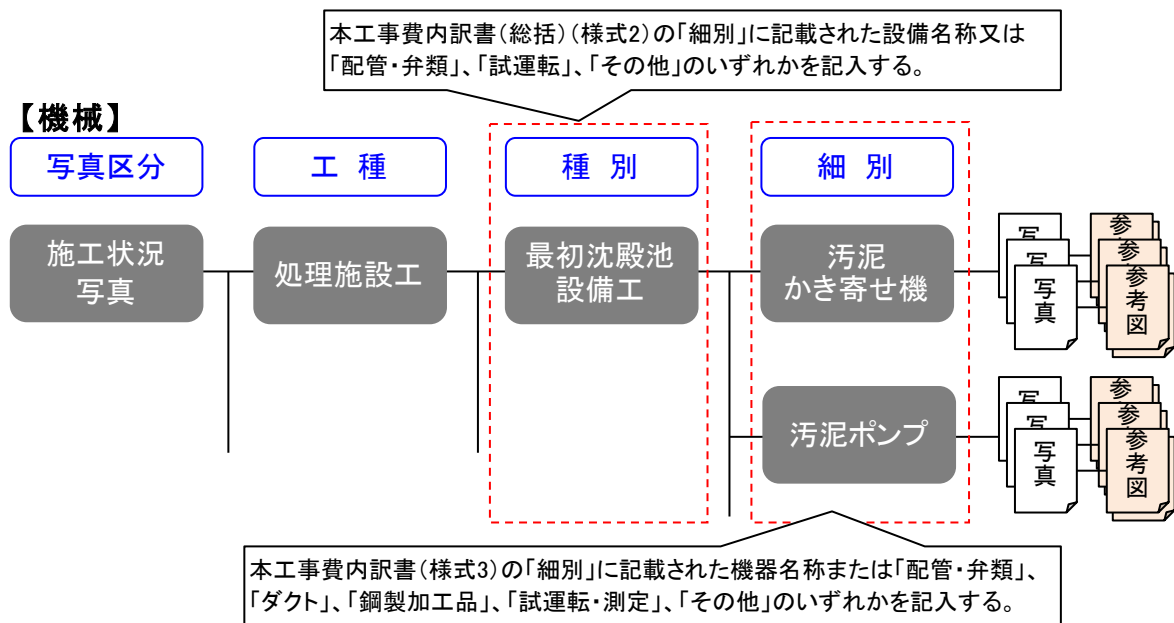 本工事費内訳書(総括)(様式2)の「細別」に記載された設備名称又は
「配管・弁類」、「試運転」、「その他」のいずれかを記入する。
【機械】
写真区分
工 種
種 別
細 別
施工状況
写真
処理施設工
最初沈殿池
設備工
汚泥
かき寄せ機
写
写
写真
参
参
参考図
汚泥ポンプ
写
写
写真
参
参
参考図
本工事費内訳書(様式3)の「細別」に記載された機器名称または「配管・弁類」、
「ダクト」、「鋼製加工品」、「試運転・測定」、「その他」のいずれかを記入する。